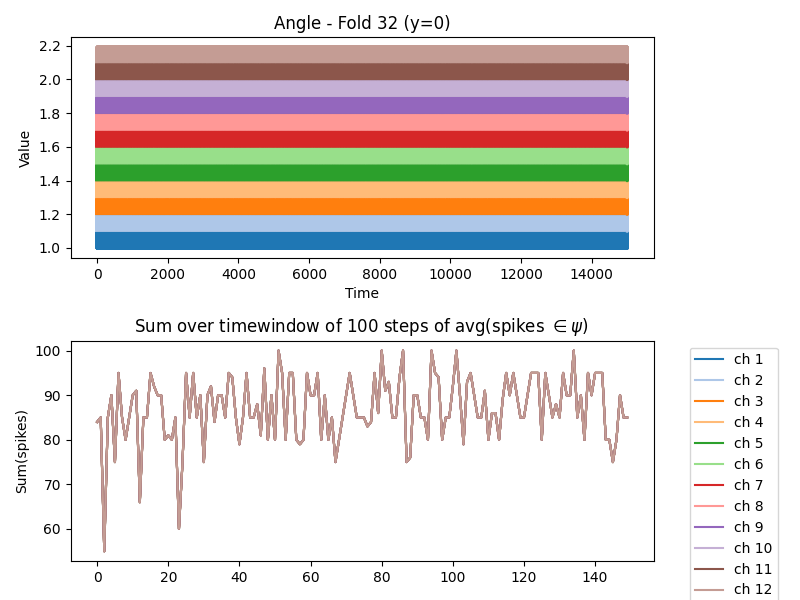 Angle - Fold 32 (y=0)
Value
2.2
2.0
1.8
1.6
1.4
1.2
1.0
0 2000 4000 6000 8000 10000 12000 14000
Time
Sum over timewindow of 100 steps of avg(spikes ∈ ψ)
Sum(spikes)
100
90
80
70
60
0 20 40 60 80 100 120 140
ch 1
ch 2
ch 3
ch 4
ch 5
ch 6
ch 7
ch 8
ch 9
ch 10
ch 11
ch 12